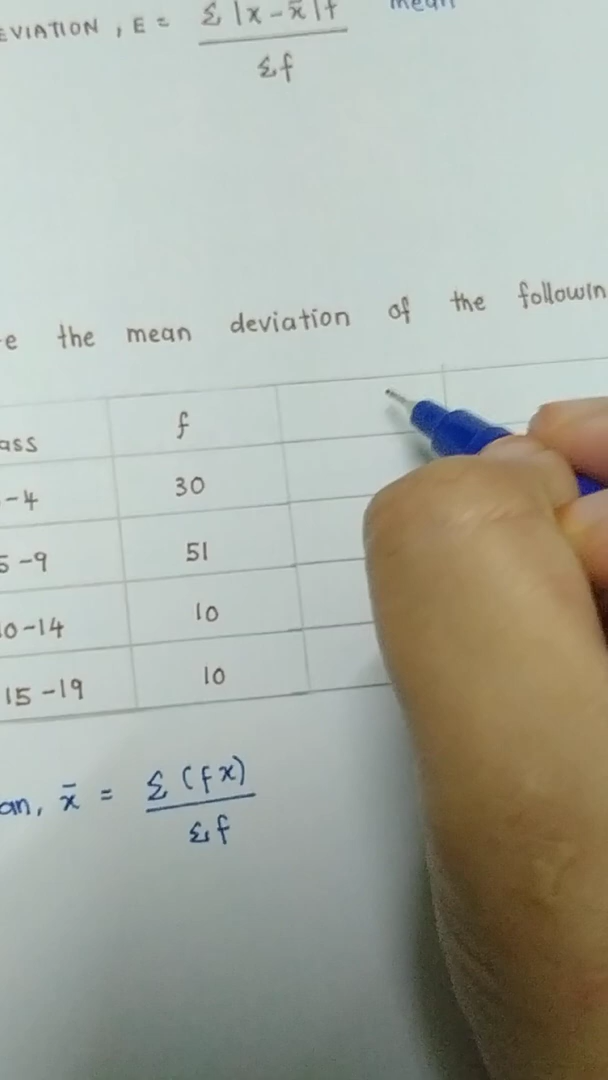 EVIATION , E = Σ |x - x̄| f mean
Σf
e the mean deviation of the followin
ass f
-4 30
5 -9 51
0 -14 10
15 -19 10
an, x̄ = Σ (fx)
Σf